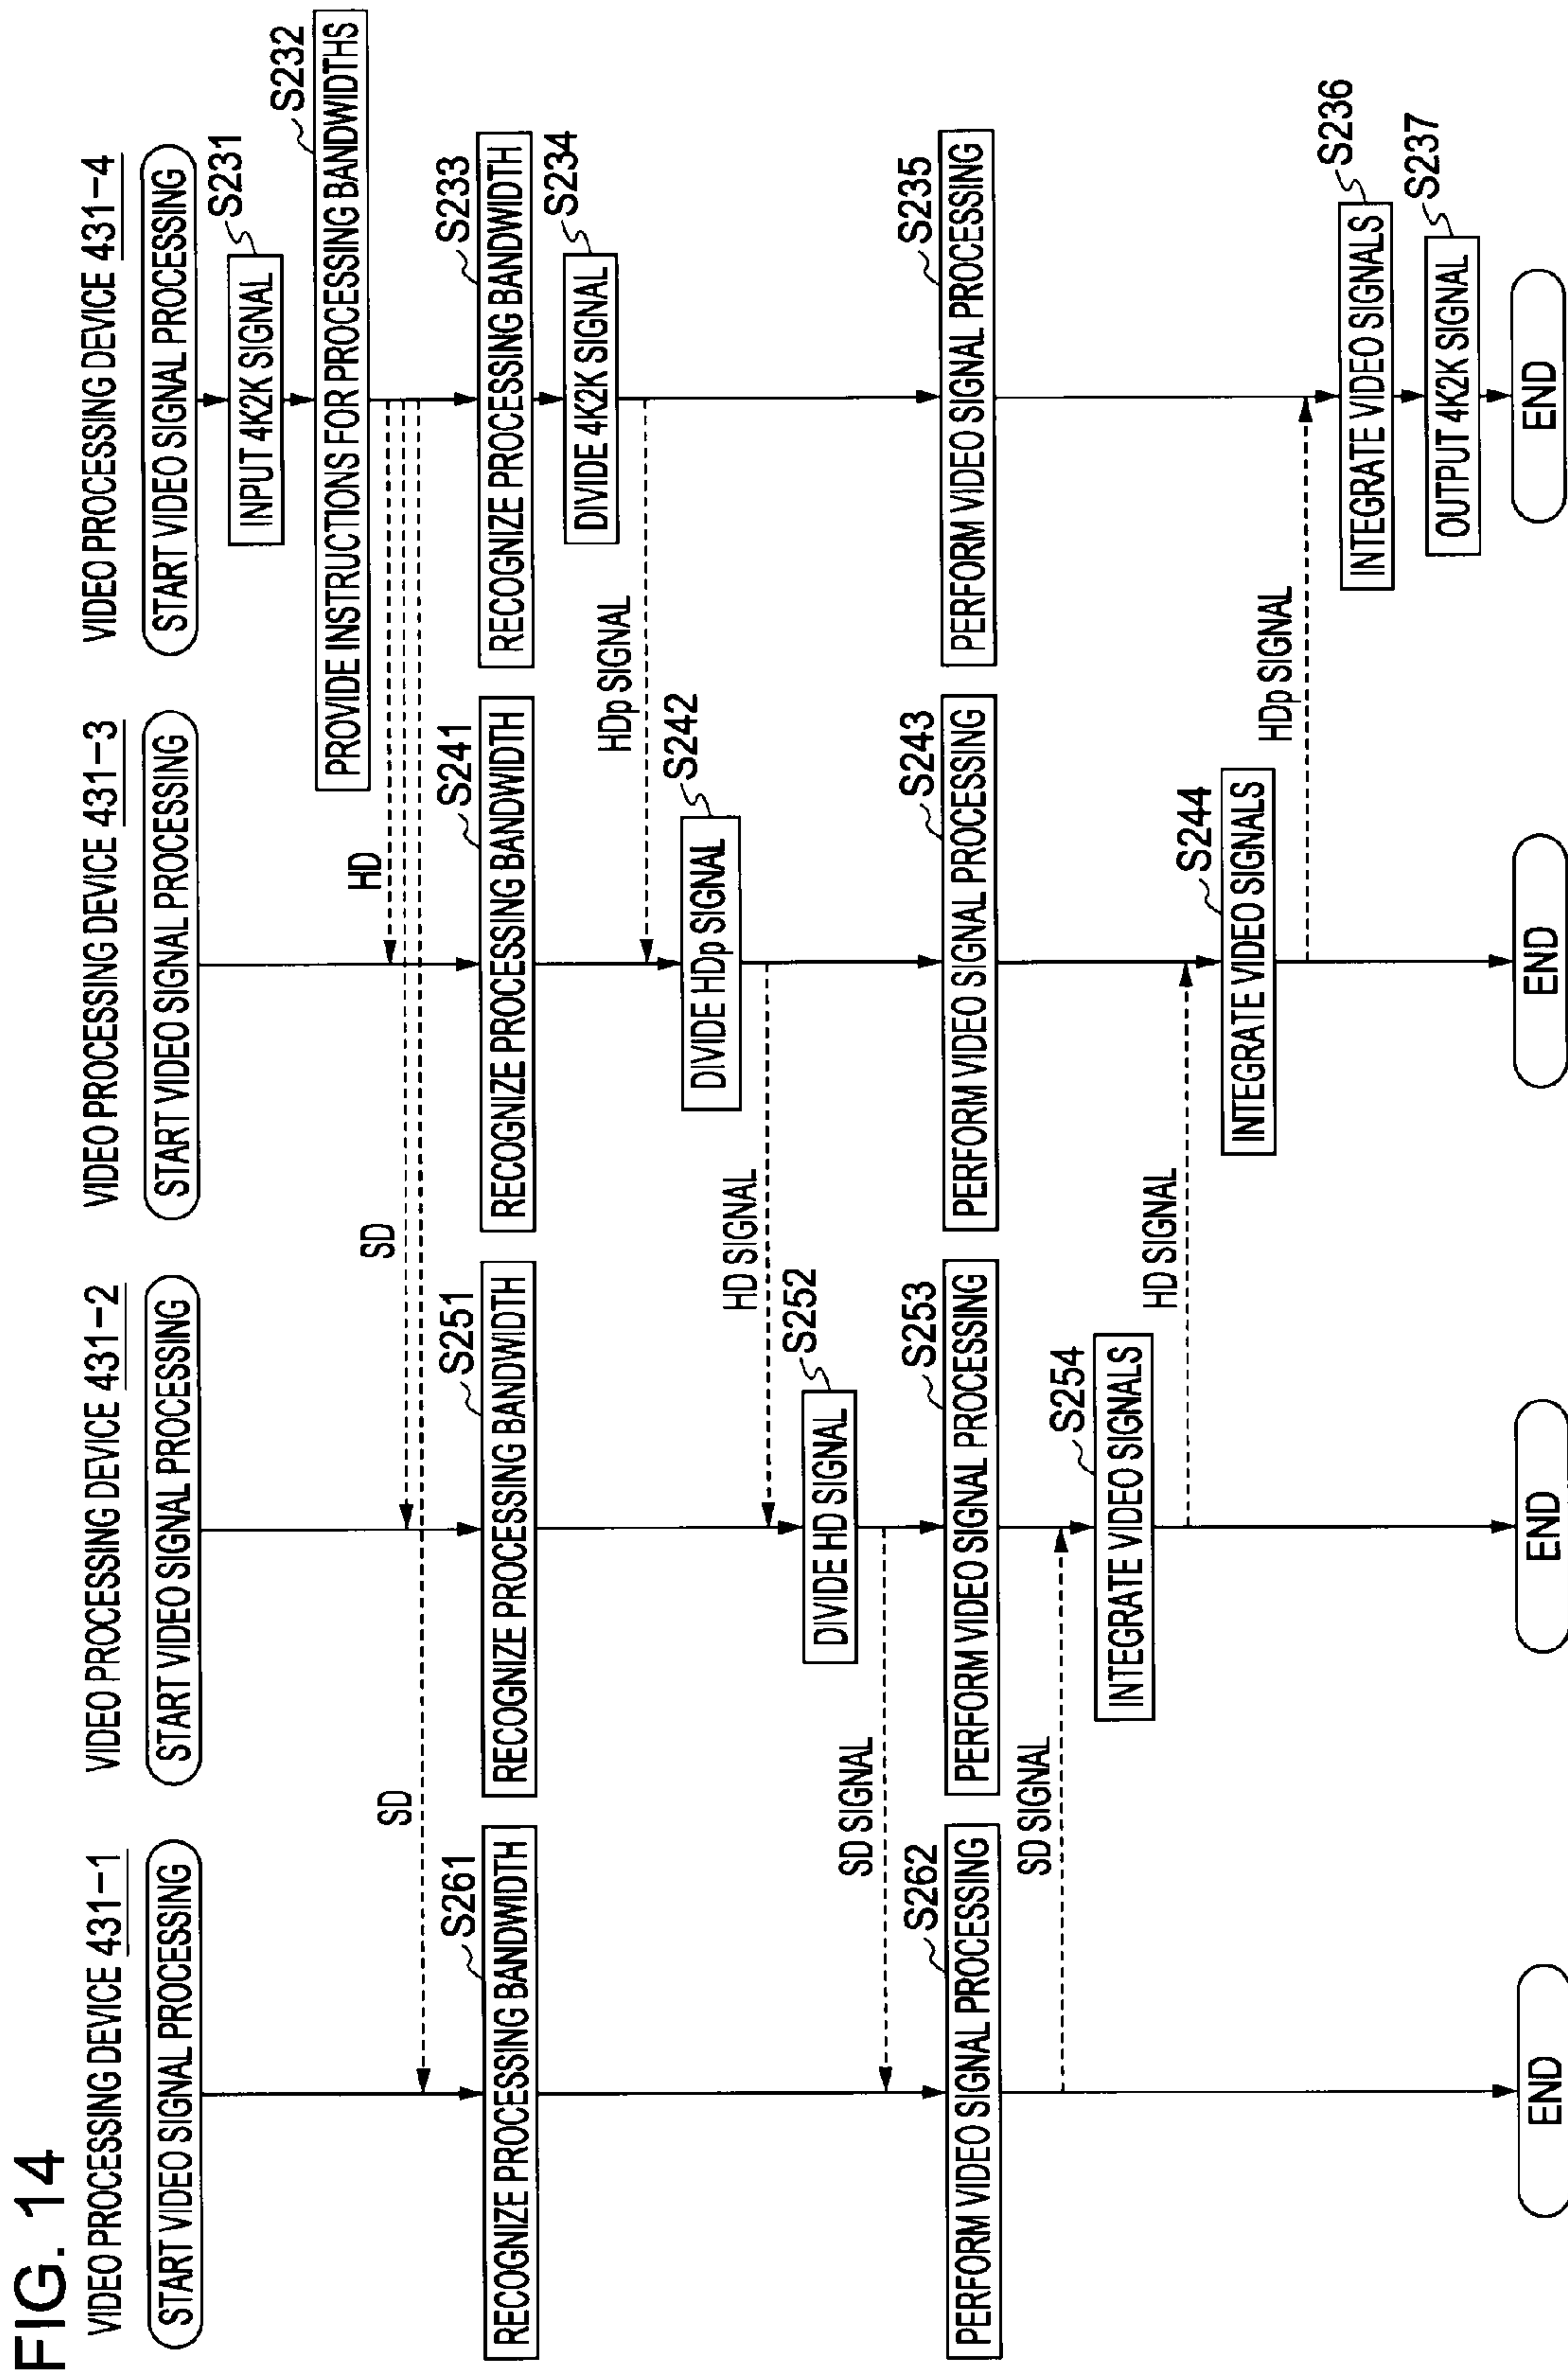 FIG. 14
VIDEO PROCESSING DEVICE 431-1
START VIDEO SIGNAL PROCESSING
SD
S261
RECOGNIZE PROCESSING BANDWIDTH
SD SIGNAL
S262
PERFORM VIDEO SIGNAL PROCESSING
SD SIGNAL
END
VIDEO PROCESSING DEVICE 431-2
START VIDEO SIGNAL PROCESSING
SD
S251
RECOGNIZE PROCESSING BANDWIDTH
HD SIGNAL
S252
DIVIDE HD SIGNAL
S253
PERFORM VIDEO SIGNAL PROCESSING
S254
INTEGRATE VIDEO SIGNALS
HD SIGNAL
END
VIDEO PROCESSING DEVICE 431-3
START VIDEO SIGNAL PROCESSING
HD
S241
RECOGNIZE PROCESSING BANDWIDTH
HDp SIGNAL
S242
DIVIDE HDp SIGNAL
S243
PERFORM VIDEO SIGNAL PROCESSING
S244
INTEGRATE VIDEO SIGNALS
HDp SIGNAL
END
VIDEO PROCESSING DEVICE 431-4
START VIDEO SIGNAL PROCESSING
S231
INPUT 4K2K SIGNAL
S232
PROVIDE INSTRUCTIONS FOR PROCESSING BANDWIDTHS
S233
RECOGNIZE PROCESSING BANDWIDTH
S234
DIVIDE 4K2K SIGNAL
S235
PERFORM VIDEO SIGNAL PROCESSING
S236
INTEGRATE VIDEO SIGNALS
S237
OUTPUT 4K2K SIGNAL
END